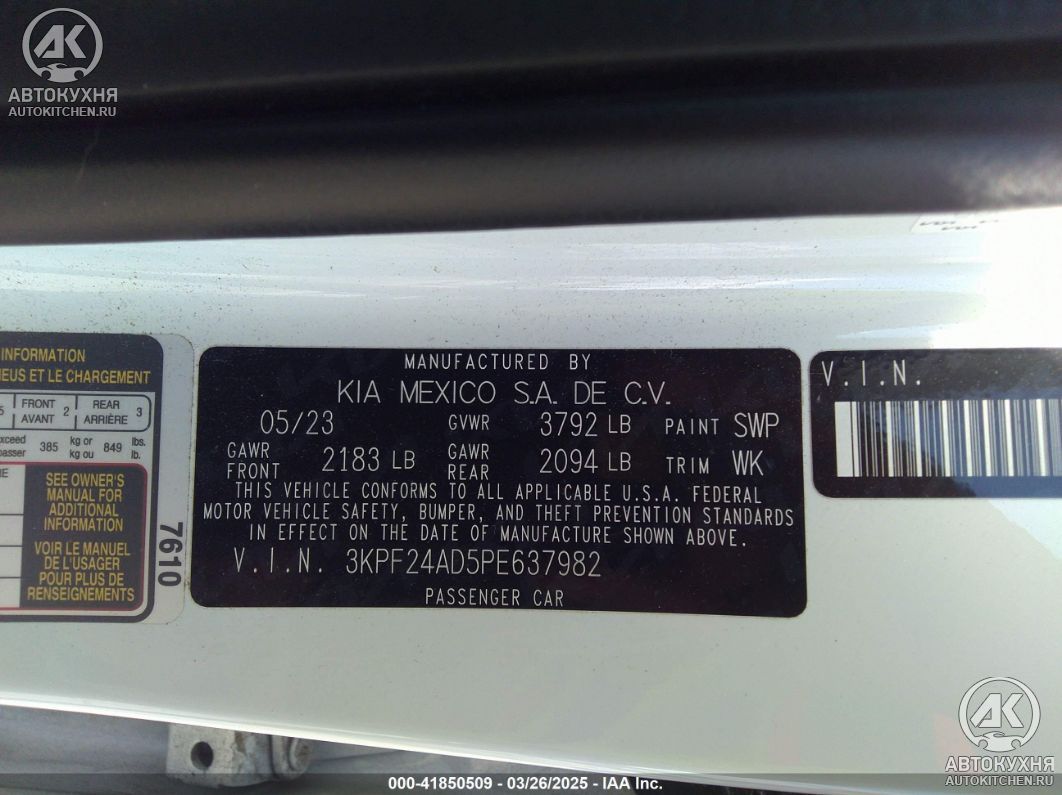 AK
АВТОКУХНЯ
AUTOKITCHEN.RU
INFORMATION
NEUS ET LE CHARGEMENT
5 FRONT AVANT 2 REAR ARRIÈRE 3
385 kg or kg ou 849 lbs. lb.
SEE OWNER'S
MANUAL FOR
ADDITIONAL
INFORMATION
VOIR LE MANUEL
DE L'USAGER
POUR PLUS DE
RENSEIGNEMENTS
7610
MANUFACTURED BY
KIA MEXICO S.A. DE C.V.
05/23 GVWR 3792 LB PAINT SWP
GAWR FRONT 2183 LB GAWR REAR 2094 LB TRIM WK
THIS VEHICLE CONFORMS TO ALL APPLICABLE U.S.A. FEDERAL
MOTOR VEHICLE SAFETY, BUMPER, AND THEFT PREVENTION STANDARDS
IN EFFECT ON THE DATE OF MANUFACTURE SHOWN ABOVE.
V.I.N. 3KPF24AD5PE637982
PASSENGER CAR
V.I.N.
AK
АВТОКУХНЯ
AUTOKITCHEN.RU
000-41850509 - 03/26/2025 - IAA Inc.